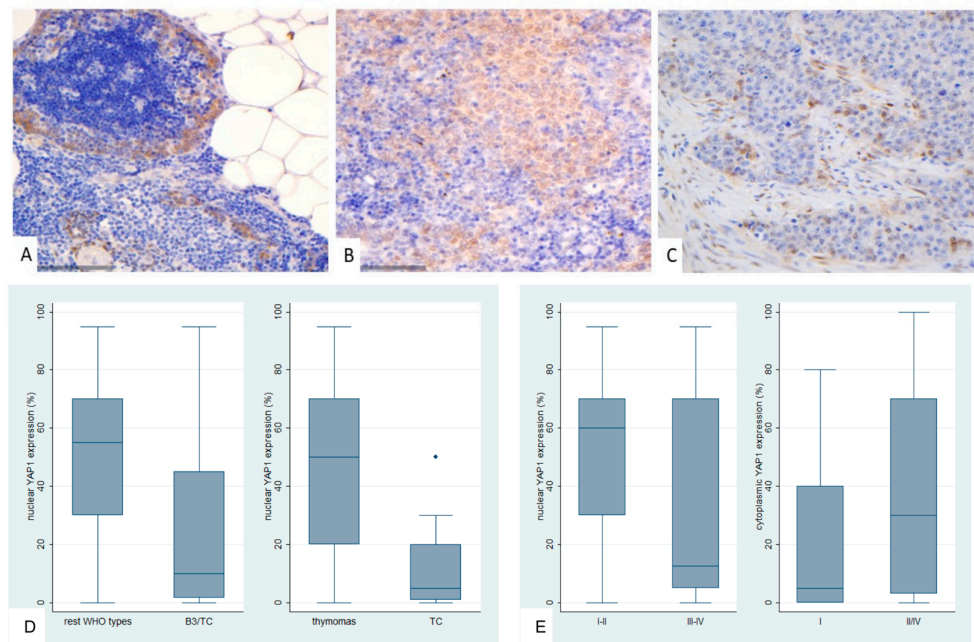 A
B
C
100
80
60
40
20
0
nuclear YAP1 expression (%)
rest WHO types
B3/TC
100
80
60
40
20
0
nuclear YAP1 expression (%)
thymomas
TC
D
100
80
60
40
20
0
nuclear YAP1 expression (%)
I-II
III-IV
100
80
60
40
20
0
cytoplasmic YAP1 expression (%)
I
II/IV
E